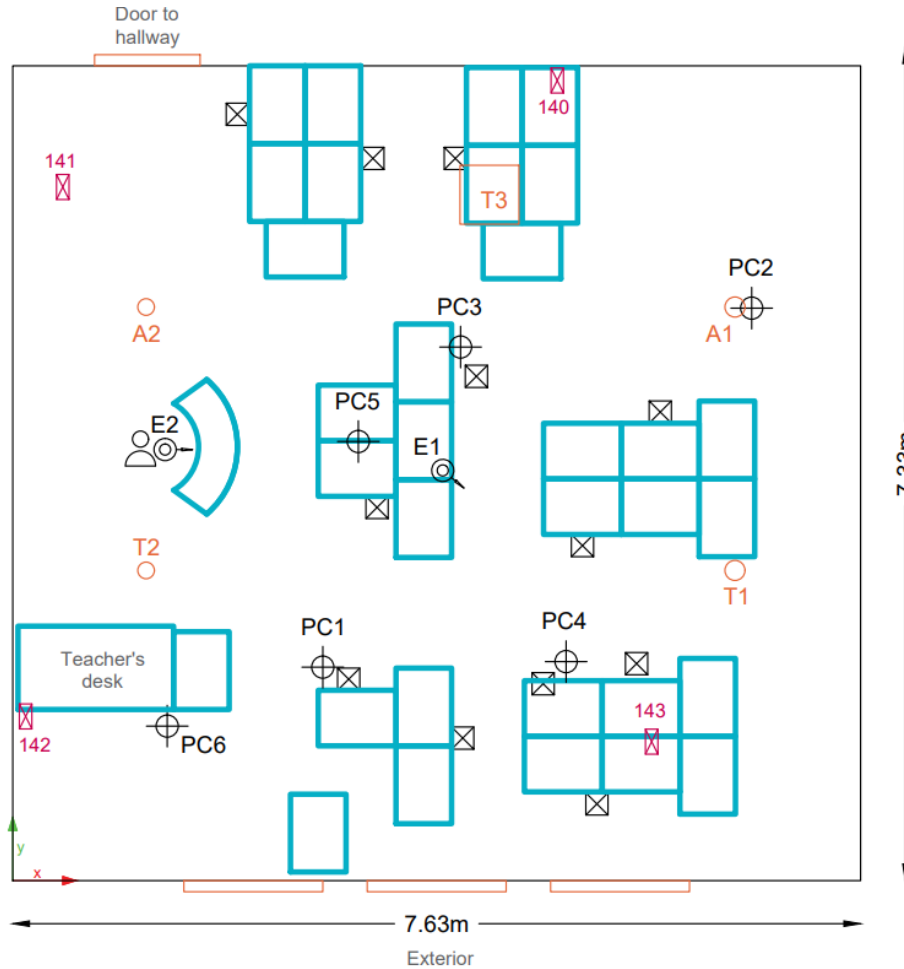 Door to
hallway
140
141
T3
PC2
PC3
A2
A1
PC5
E2
E1
T2
T1
PC1
PC4
Teacher's
desk
143
142
PC6
y
x
7.63m
Exterior